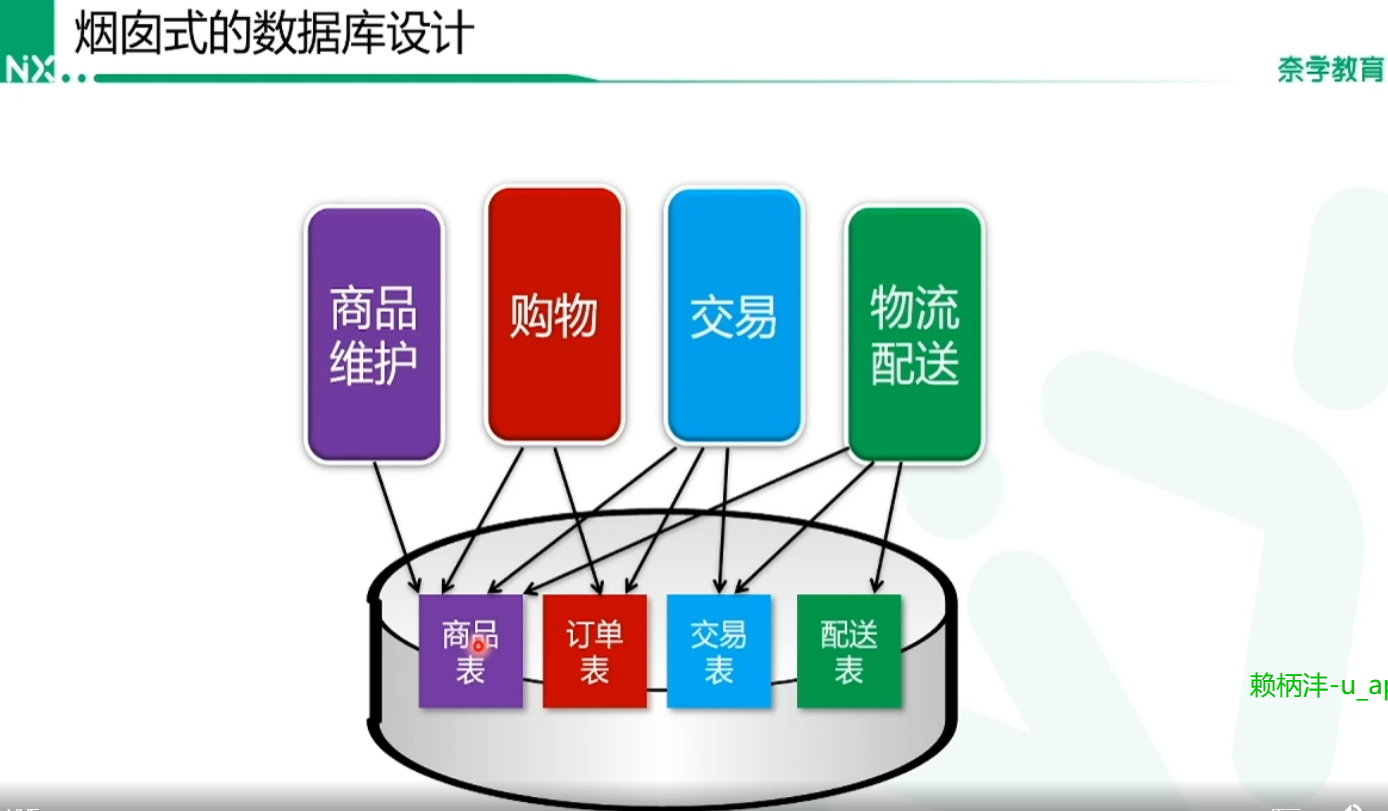 烟囱式的数据库设计
NX
奈学教育
商品
维护
购物
交易
物流
配送
商品
表
订单
表
交易
表
配送
表
赖柄沣-u_ap